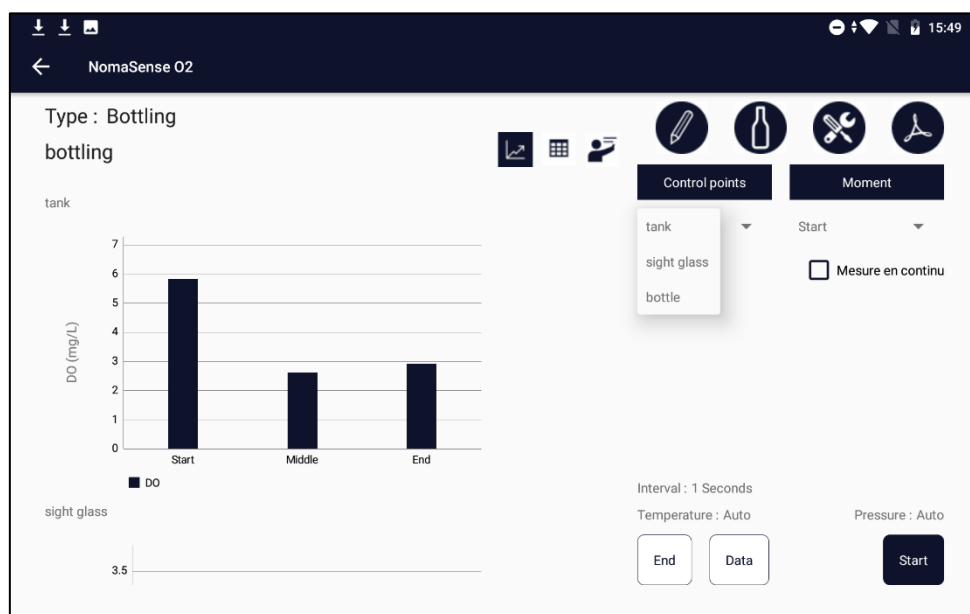 15:49
NomaSense O2
Type : Bottling
bottling
Control points
Moment
tank
tank
Start
sight glass
Mesure en continu
bottle
7
6
5
4
3
2
1
0
DO (mg/L)
Start Middle End
DO
Interval : 1 Seconds
sight glass
Temperature : Auto
Pressure : Auto
End
Data
Start
3.5